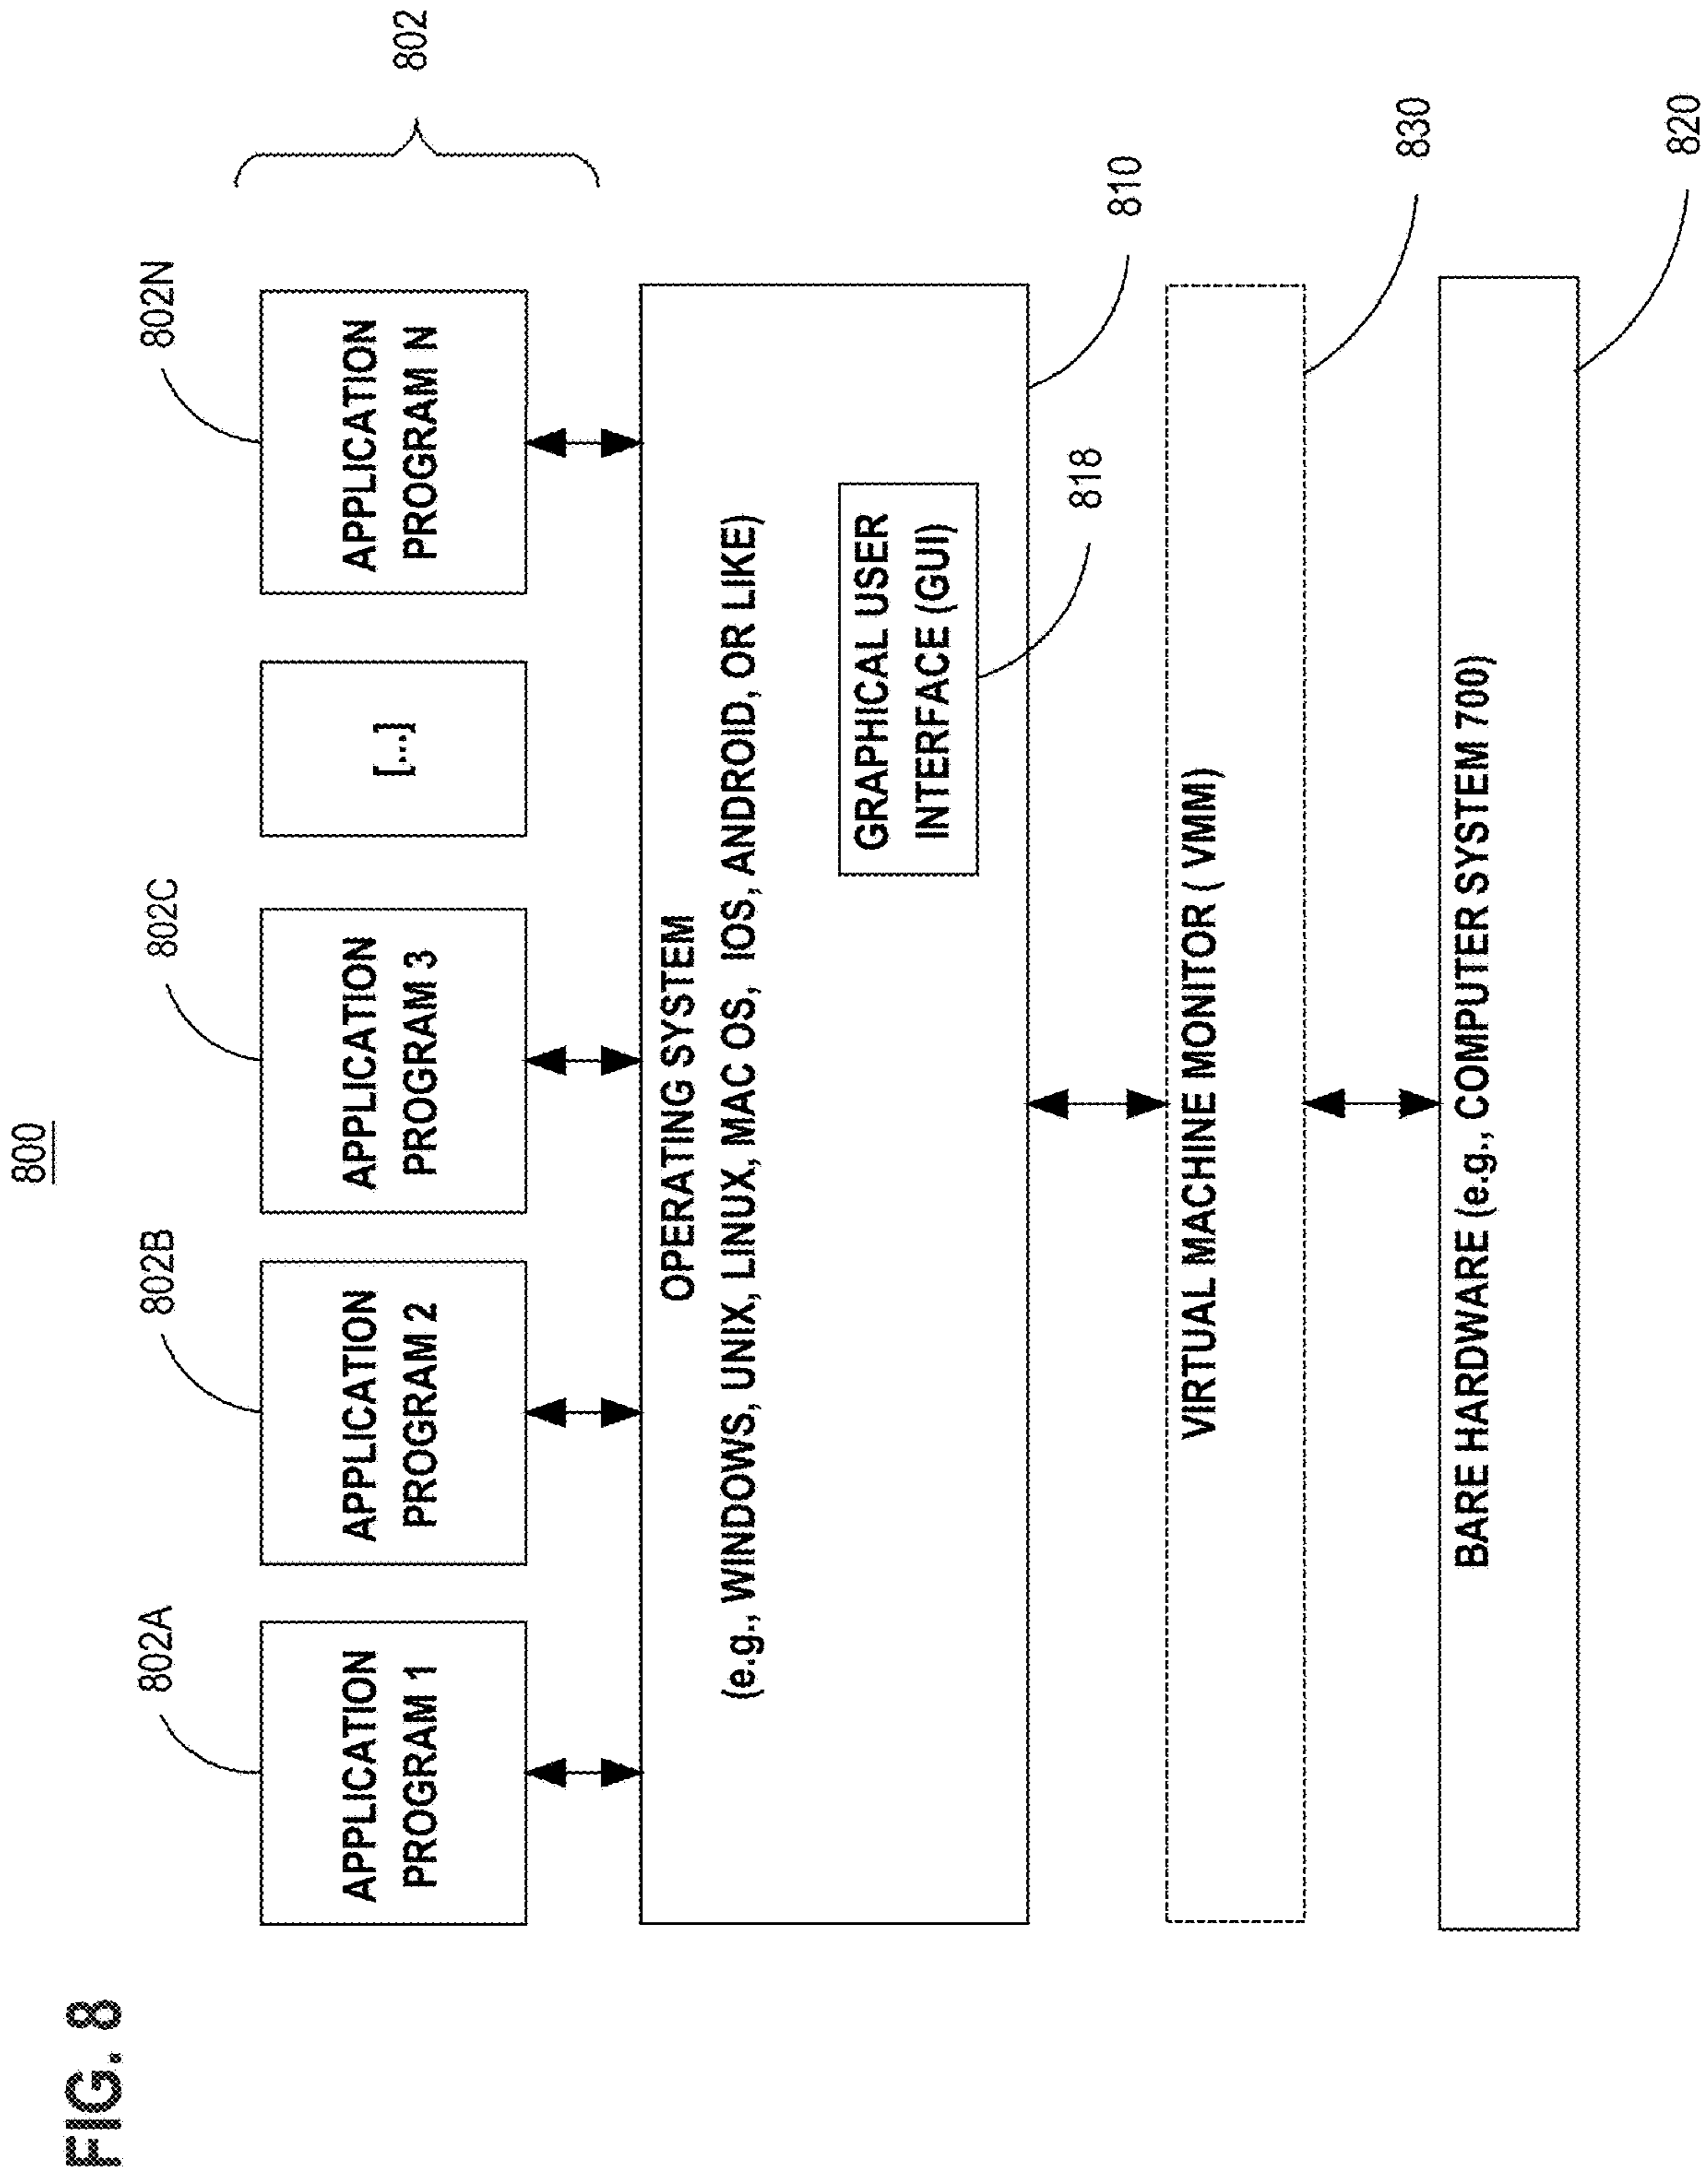 FIG. 8
800
802
802A
802B
802C
802N
APPLICATION
PROGRAM 1
APPLICATION
PROGRAM 2
APPLICATION
PROGRAM 3
[...]
APPLICATION
PROGRAM N
OPERATING SYSTEM
(e.g., WINDOWS, UNIX, LINUX, MAC OS, IOS, ANDROID, OR LIKE)
GRAPHICAL USER
INTERFACE (GUI)
818
810
VIRTUAL MACHINE MONITOR ( VMM)
830
BARE HARDWARE (e.g., COMPUTER SYSTEM 700)
820